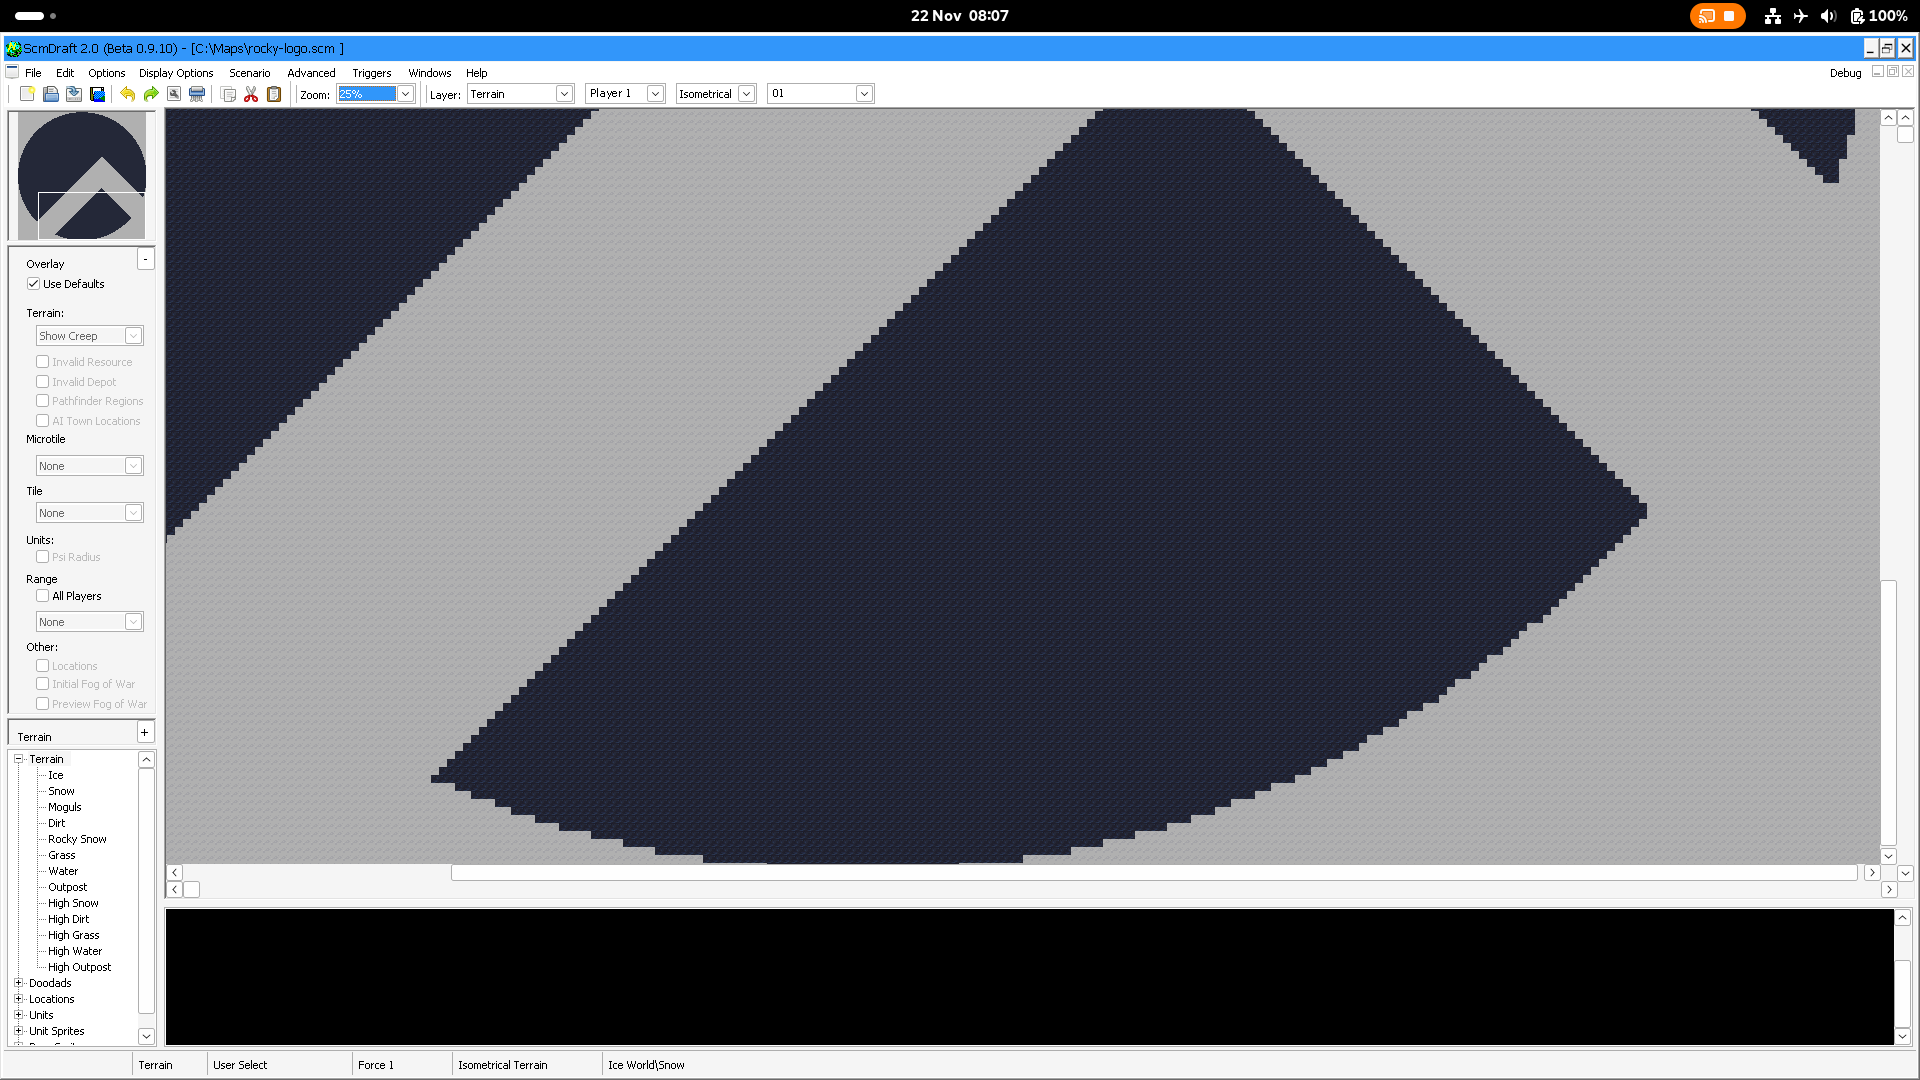 22 Nov 08:07
100%
ScmDraft 2.0 (Beta 0.9.10) - [C:\Maps\rocky-logo.scm ]
File Edit Options Display Options Scenario Advanced Triggers Windows Help Debug
Zoom: 25% Layer: Terrain Player 1 Isometrical 01
Overlay
-
Use Defaults
Terrain:
Show Creep
Invalid Resource
Invalid Depot
Pathfinder Regions
AI Town Locations
Microtile
None
Tile
None
Units:
Psi Radius
Range
All Players
None
Other:
Locations
Initial Fog of War
Preview Fog of War
Terrain +
Terrain
Ice
Snow
Moguls
Dirt
Rocky Snow
Grass
Water
Outpost
High Snow
High Dirt
High Grass
High Water
High Outpost
Doodads
Locations
Units
Unit Sprites
Terrain User Select Force 1 Isometrical Terrain Ice World\Snow